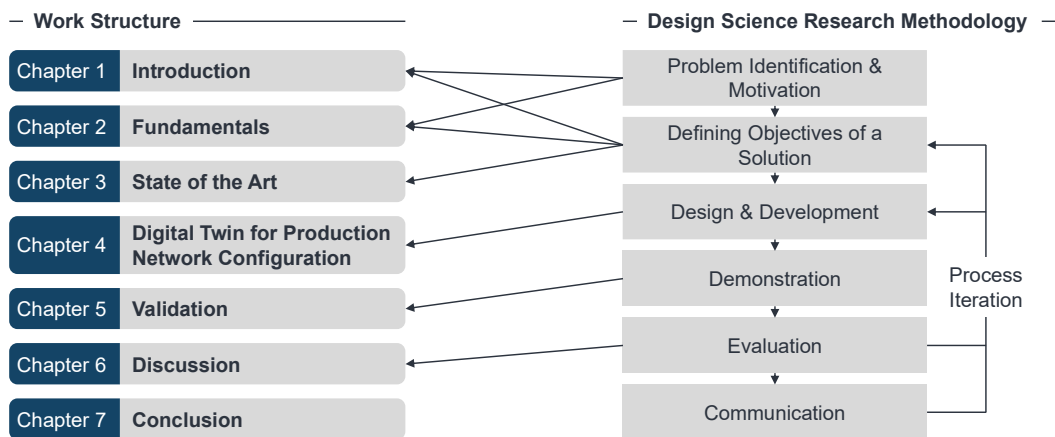 Work Structure
Design Science Research Methodology
Chapter 1
Introduction
Chapter 2
Fundamentals
Chapter 3
State of the Art
Chapter 4
Digital Twin for Production
Network Configuration
Chapter 5
Validation
Chapter 6
Discussion
Chapter 7
Conclusion
Problem Identification &
Motivation
Defining Objectives of a
Solution
Design & Development
Demonstration
Evaluation
Communication
Process
Iteration